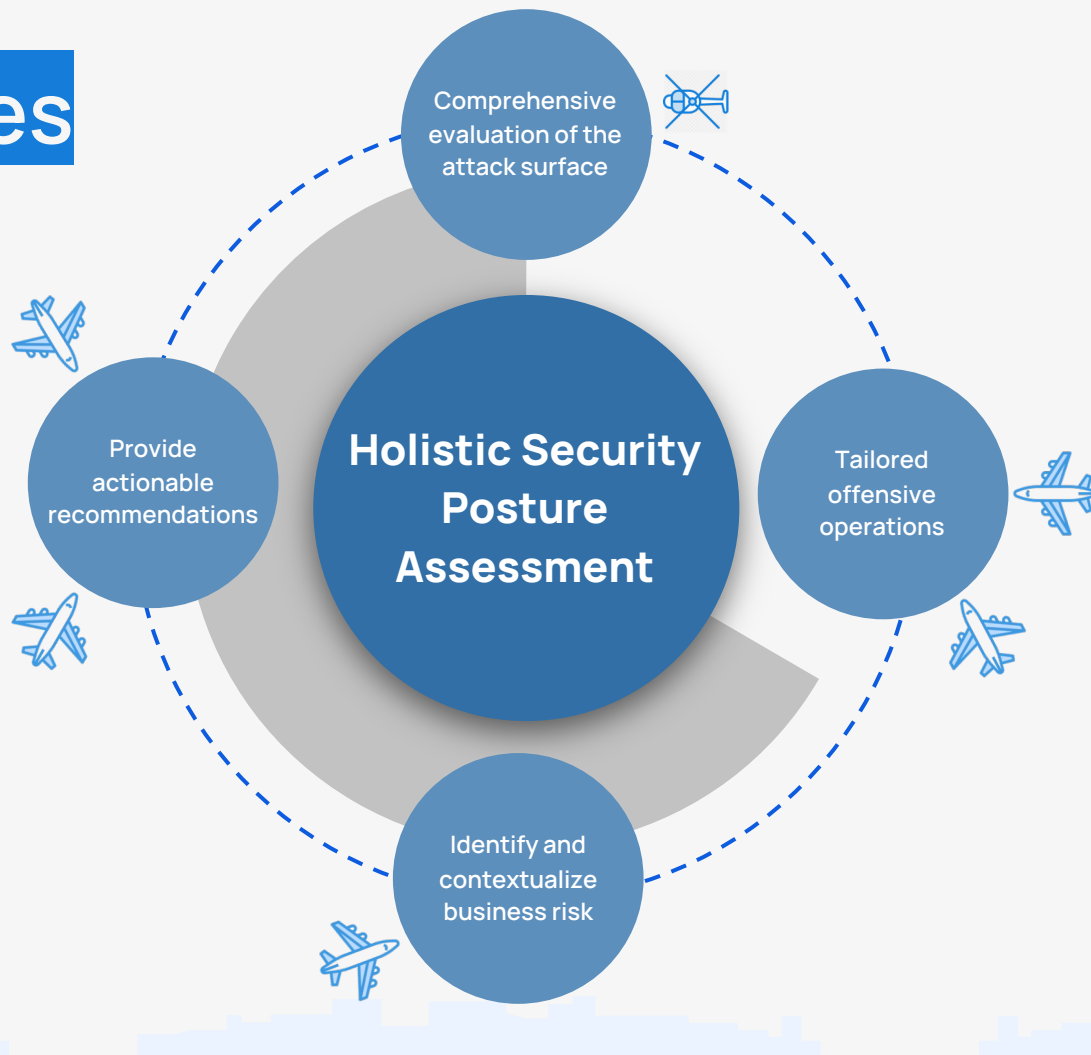 es
Comprehensive
evaluation of the
attack surface
Provide
actionable
recommendations
Holistic Security
Posture
Assessment
Tailored
offensive
operations
Identify and
contextualize
business risk